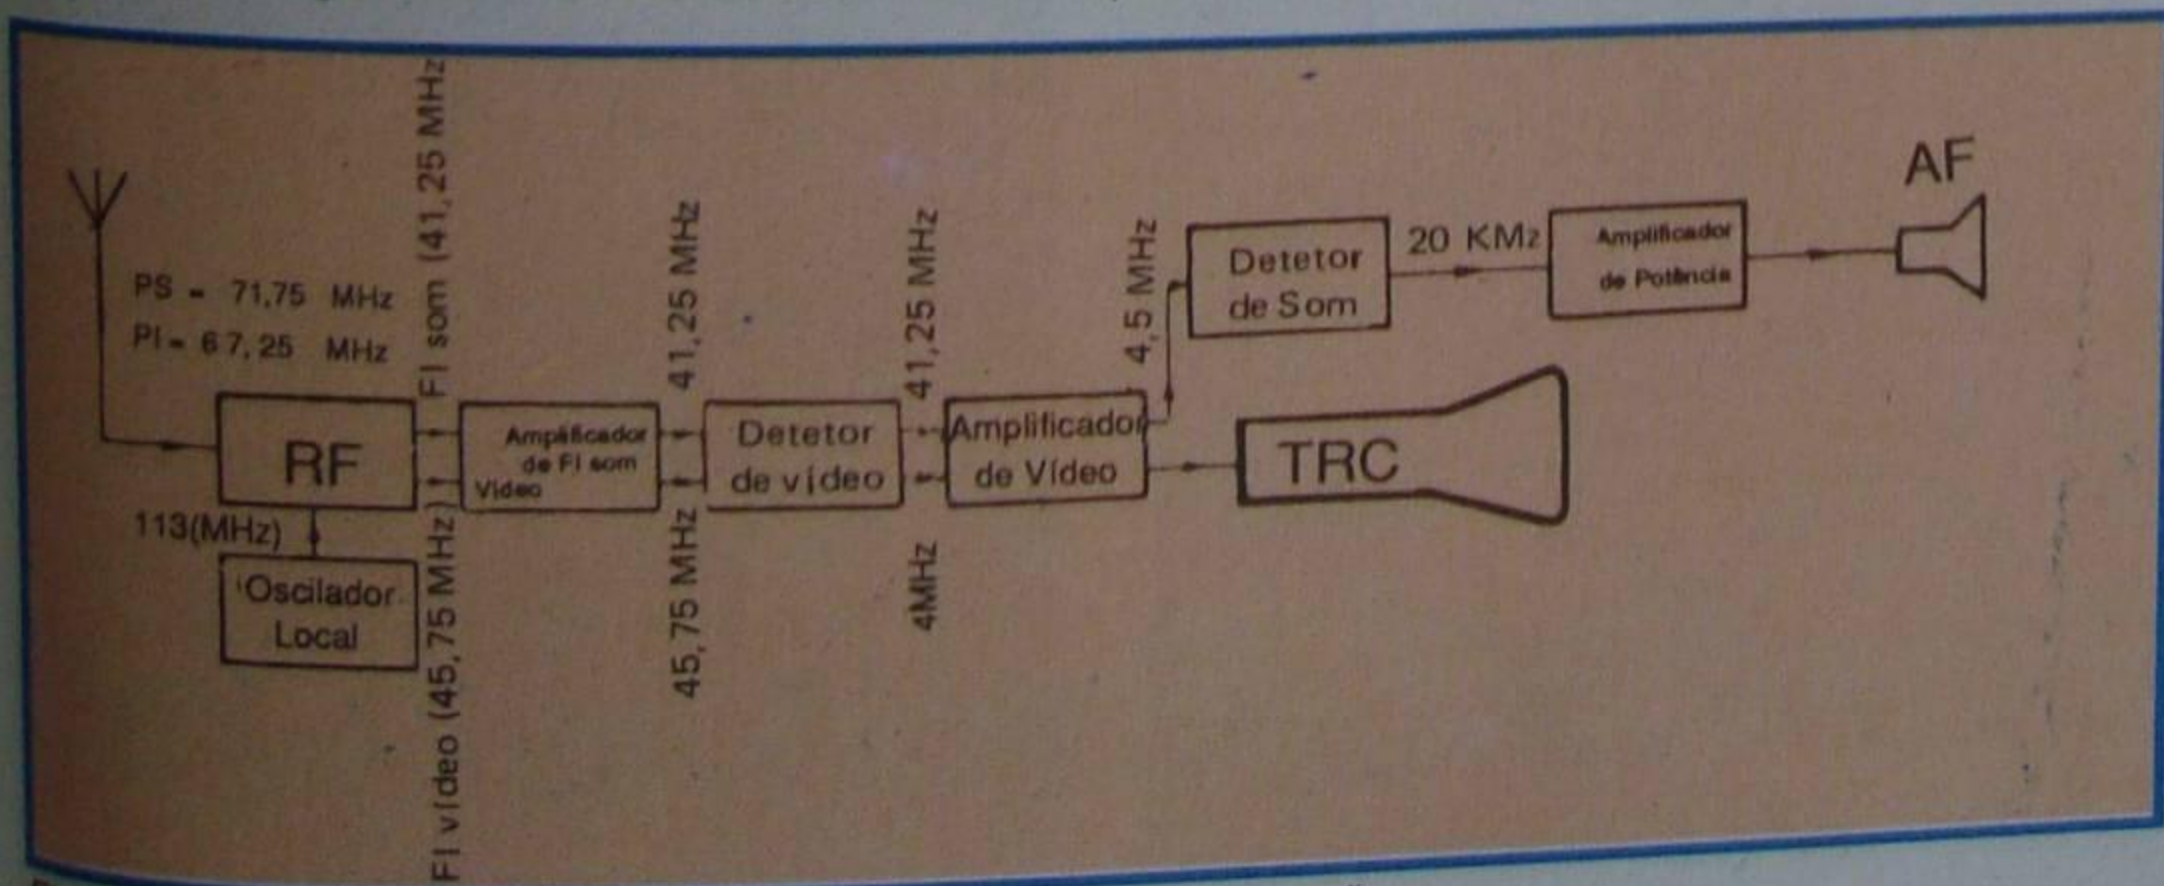 PS - 71,75 MHz
PI - 67,25 MHz
RF
113(MHz)
Oscilador
Local
FI som (41,25 MHz
FI vídeo (45,75 MHz)
Amplificador
de FI som
Vídeo
41,25 MHz
45,75 MHz
Detetor
de vídeo
41,25 MHz
4MHz
Amplificador
de Vídeo
4,5 MHz
Detetor
de Som
20 KMz
Amplificador
de Potência
AF
TRC